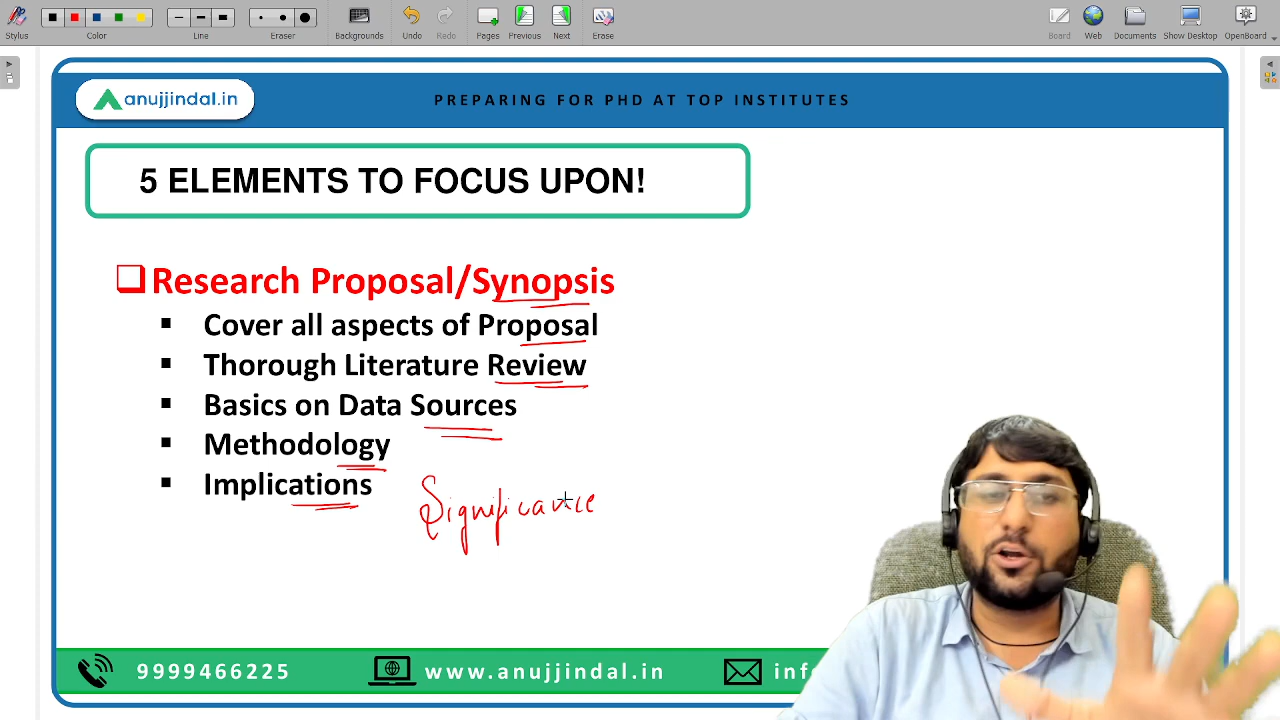 Stylus
Color
Line
Eraser
Backgrounds
Undo
Redo
Pages
Previous
Next
Erase
Board
Web
Documents
Show Desktop
OpenBoard
anujjindal.in
PREPARING FOR PHD AT TOP INSTITUTES
5 ELEMENTS TO FOCUS UPON!
Research Proposal/Synopsis
Cover all aspects of Proposal
Thorough Literature Review
Basics on Data Sources
Methodology
Implications
Significance
9999466225
www.anujjindal.in
inf